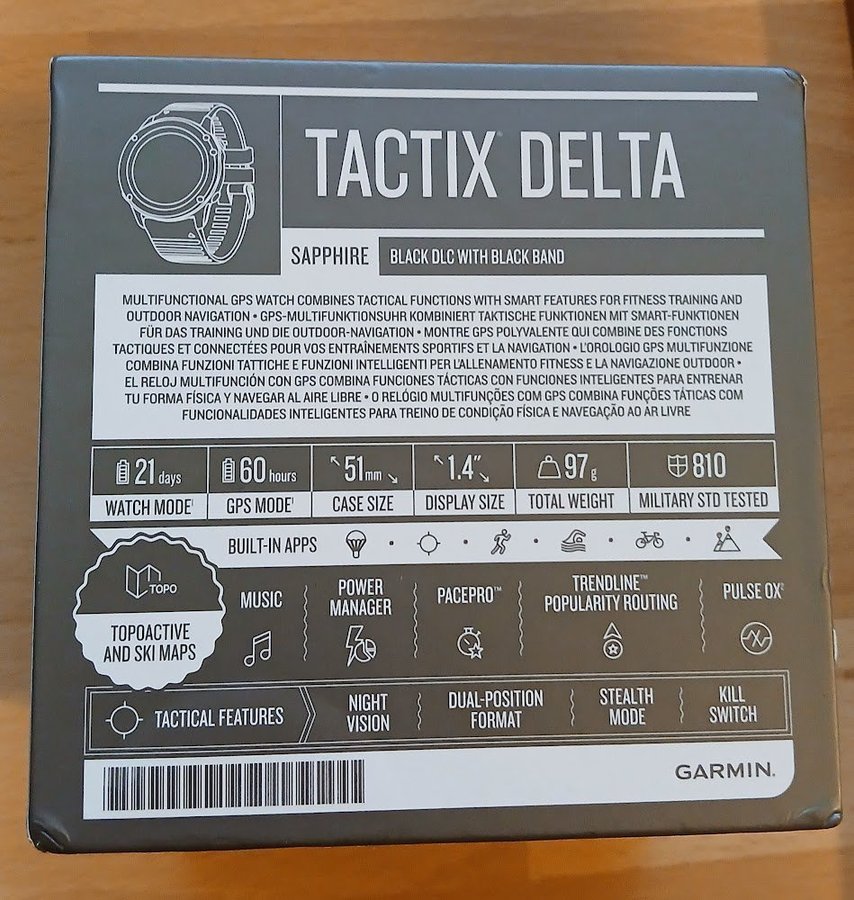 TACTIX® DELTA
SAPPHIRE
BLACK DLC WITH BLACK BAND
MULTIFUNCTIONAL GPS WATCH COMBINES TACTICAL FUNCTIONS WITH SMART FEATURES FOR FITNESS TRAINING AND
OUTDOOR NAVIGATION • GPS-MULTIFUNKTIONSUHR KOMBINIERT TAKTISCHE FUNKTIONEN MIT SMART-FUNKTIONEN
FÜR DAS TRAINING UND DIE OUTDOOR-NAVIGATION • MONTRE GPS POLYVALENTE QUI COMBINE DES FONCTIONS
TACTIQUES ET CONNECTÉES POUR VOS ENTRAÎNEMENTS SPORTIFS ET LA NAVIGATION • L'OROLOGIO GPS MULTIFUNZIONE
COMBINA FUNZIONI TATTICHE E FUNZIONI INTELLIGENTI PER L'ALLENAMENTO FITNESS E LA NAVIGAZIONE OUTDOOR •
EL RELOJ MULTIFUNCIÓN CON GPS COMBINA FUNCIONES TÁCTICAS CON FUNCIONES INTELIGENTES PARA ENTRENAR
TU FORMA FÍSICA Y NAVEGAR AL AIRE LIBRE • O RELÓGIO MULTIFUNÇÕES COM GPS COMBINA FUNÇÕES TÁTICAS COM
FUNCIONALIDADES INTELIGENTES PARA TREINO DE CONDIÇÃO FÍSICA E NAVEGAÇÃO AO AR LIVRE
21 days
WATCH MODE¹
60 hours
GPS MODE¹
51 mm
CASE SIZE
1.4″
DISPLAY SIZE
97 g
TOTAL WEIGHT
810
MILITARY STD TESTED
BUILT-IN APPS
TOPO
TOPOACTIVE
AND SKI MAPS
MUSIC
POWER
MANAGER
PACEPRO™
TRENDLINE™
POPULARITY ROUTING
PULSE OX²
TACTICAL FEATURES
NIGHT
VISION
DUAL-POSITION
FORMAT
STEALTH
MODE
KILL
SWITCH
GARMIN®